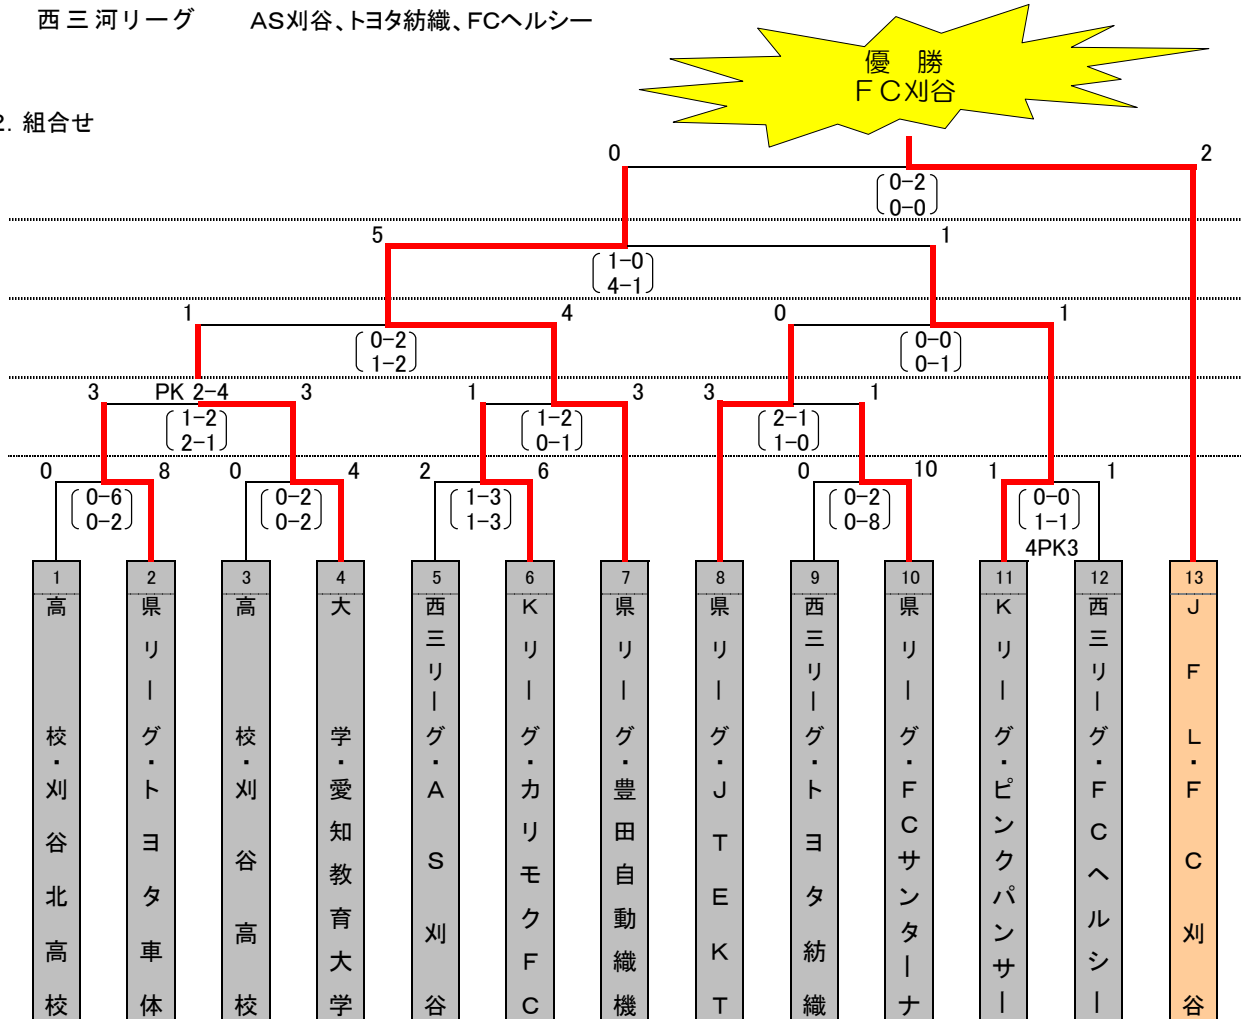 西三河リーグ AS刈谷、トヨタ紡織、FCヘルシー
優 勝
FC刈谷
2. 組合せ
0 2
0-2
0-0
5 1
1-0
4-1
1 4 0 1
0-2 0-0
1-2 0-1
3 PK 2-4 3 1 3 3 1
1-2 1-2 2-1
2-1 0-1 1-0
0 8 0 4 2 6 0 10 1 1
0-6 0-2 1-3 0-2 0-0
0-2 0-2 1-3 0-8 1-1
4PK3
1 2 3 4 5 6 7 8 9 10 11 12 13
高校・刈谷北高校
県リーグ・トヨタ車体
高校・刈谷高校
大学・愛知教育大学
西三リーグ・AS刈谷
Kリーグ・カリモクFC
県リーグ・豊田自動織機
県リーグ・JTEKT
西三リーグ・トヨタ紡織
県リーグ・FCサンターナ
Kリーグ・ピンクパンサー
西三リーグ・FCヘルシー
JFL・FC刈谷